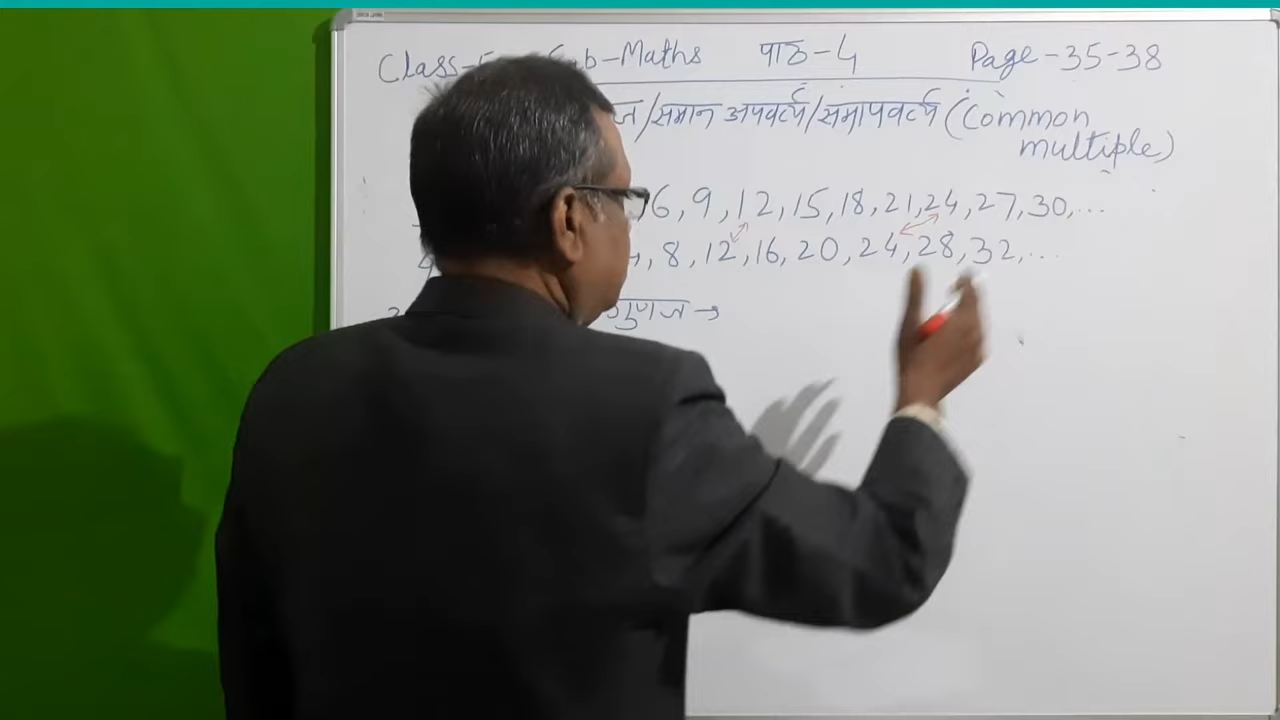 Class- Sub-Maths पाठ-4 Page-35-38
/समान अपवर्त्य/समापवर्त्य (Common
multiple)
6, 9, 12, 15, 18, 21, 24, 27, 30, ...
8, 12, 16, 20, 24, 28, 32, ...
गुणज →